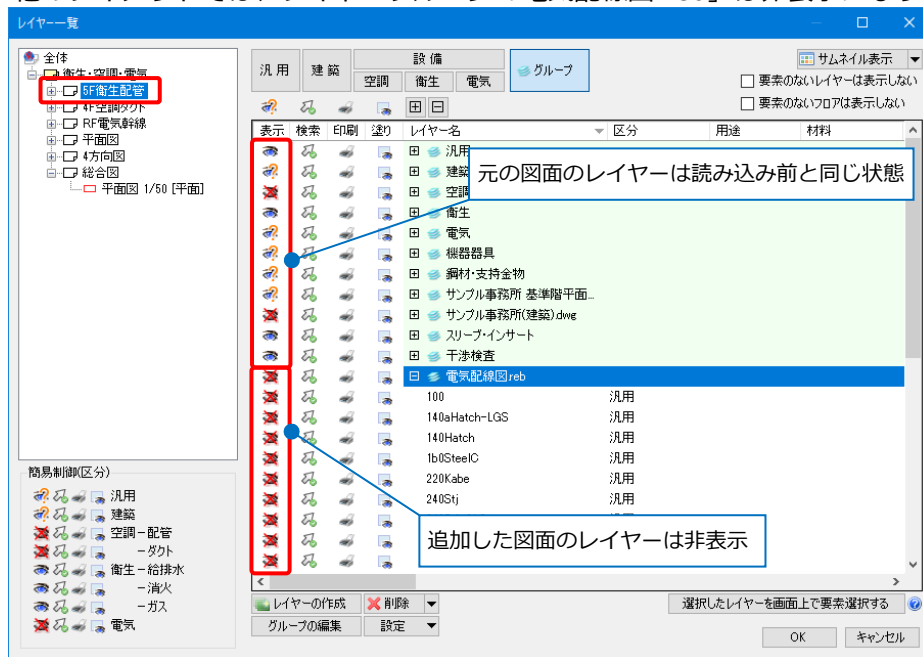 レイヤー一覧
全体
衛生・空調・電気
5F衛生配管
4F空調ダクト
RF電気幹線
平面図
4方向図
総合図
平面図 1/50 [平面]
汎用
建築
設備
空調
衛生
電気
グループ
サムネイル表示
要素のないレイヤーは表示しない
要素のないフロアは表示しない
表示 検索 印刷 塗り レイヤー名 区分 用途 材料
汎用
建築
空調
衛生
電気
機器器具
鋼材・支持金物
サンプル事務所 基準階平面...
サンプル事務所(建築).dwg
スリーブ・インサート
干渉検査
電気配線図reb
100 汎用
140aHatch-LGS 汎用
140Hatch 汎用
1b0SteelC 汎用
220Kabe 汎用
240Stj 汎用
元の図面のレイヤーは読み込み前と同じ状態
追加した図面のレイヤーは非表示
簡易制御(区分)
汎用
建築
空調－配管
－ダクト
衛生－給排水
－消火
－ガス
電気
レイヤーの作成 削除
選択したレイヤーを画面上で要素選択する
グループの編集 設定
OK キャンセル